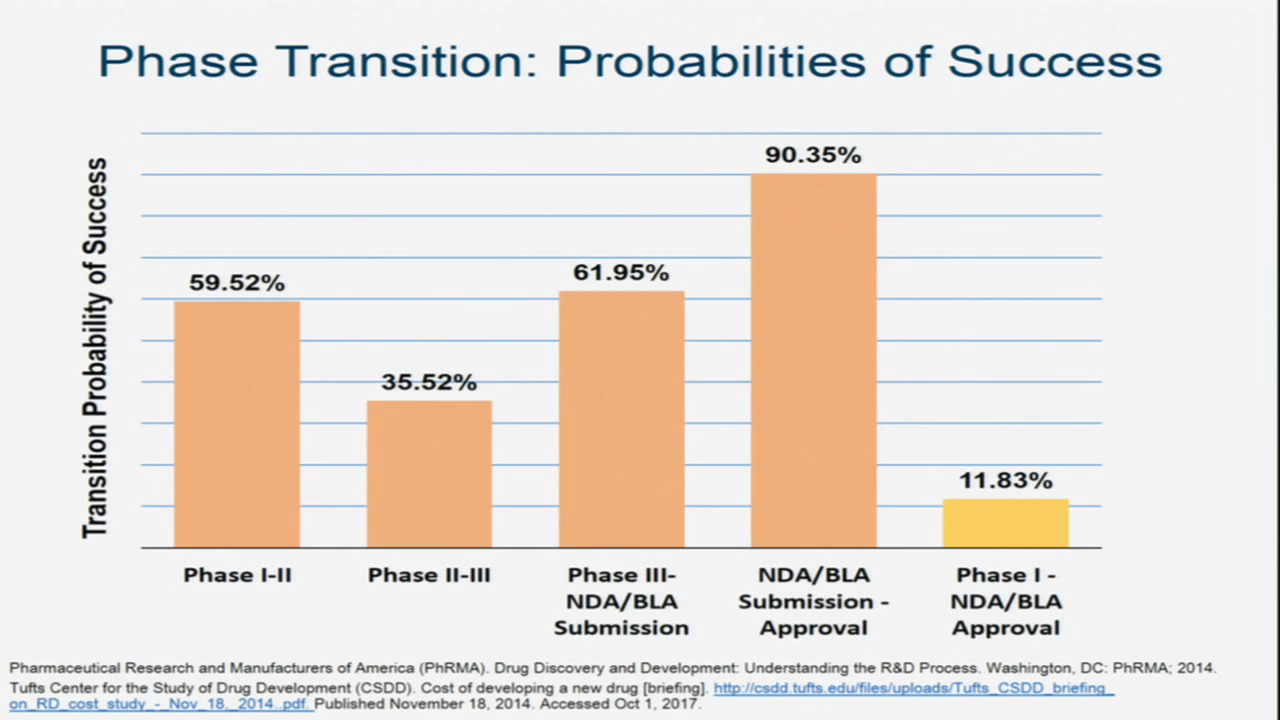 Phase Transition: Probabilities of Success
Transition Probability of Success
59.52%
35.52%
61.95%
90.35%
11.83%
Phase I-II
Phase II-III
Phase III-
NDA/BLA
Submission
NDA/BLA
Submission -
Approval
Phase I -
NDA/BLA
Approval
Pharmaceutical Research and Manufacturers of America (PhRMA). Drug Discovery and Development: Understanding the R&D Process. Washington, DC: PhRMA; 2014.
Tufts Center for the Study of Drug Development (CSDD). Cost of developing a new drug [briefing]. http://csdd.tufts.edu/files/uploads/Tufts_CSDD_briefing_
on_RD_cost_study_-_Nov_18,_2014..pdf. Published November 18, 2014. Accessed Oct 1, 2017.